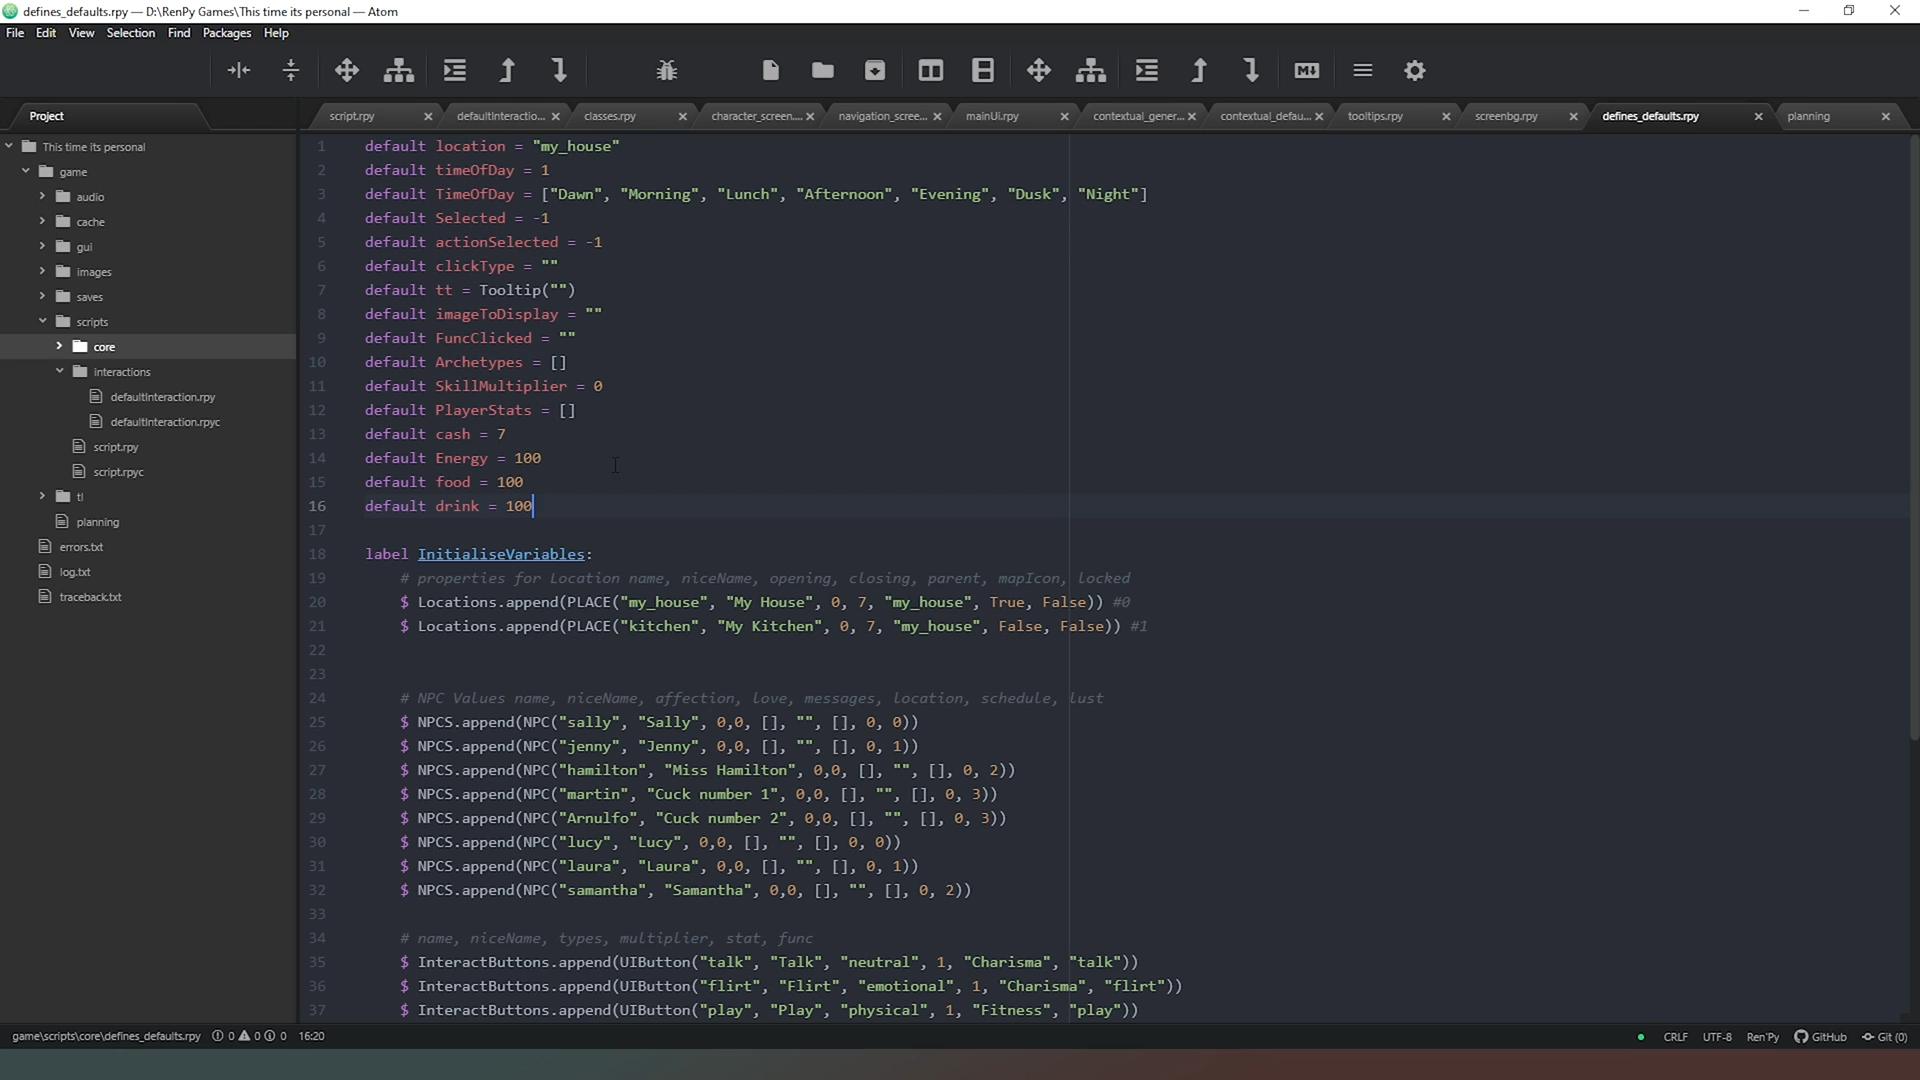 defines_defaults.rpy — D:\RenPy Games\This time its personal — Atom
File Edit View Selection Find Packages Help
Project
script.rpy
defaultInteractio...
classes.rpy
character_screen....
navigation_scree...
mainUi.rpy
contextual_gener...
contextual_defau...
tooltips.rpy
screenbg.rpy
defines_defaults.rpy
planning
This time its personal
game
audio
cache
gui
images
saves
scripts
core
interactions
defaultInteraction.rpy
defaultInteraction.rpyc
script.rpy
script.rpyc
tl
planning
errors.txt
log.txt
traceback.txt
1 default location = "my_house"
2 default timeOfDay = 1
3 default TimeOfDay = ["Dawn", "Morning", "Lunch", "Afternoon", "Evening", "Dusk", "Night"]
4 default Selected = -1
5 default actionSelected = -1
6 default clickType = ""
7 default tt = Tooltip("")
8 default imageToDisplay = ""
9 default FuncClicked = ""
10 default Archetypes = []
11 default SkillMultiplier = 0
12 default PlayerStats = []
13 default cash = 7
14 default Energy = 100
15 default food = 100
16 default drink = 100
17
18 label InitialiseVariables:
19 # properties for Location name, niceName, opening, closing, parent, mapIcon, locked
20 $ Locations.append(PLACE("my_house", "My House", 0, 7, "my_house", True, False)) #0
21 $ Locations.append(PLACE("kitchen", "My Kitchen", 0, 7, "my_house", False, False)) #1
22
23
24 # NPC Values name, niceName, affection, love, messages, location, schedule, lust
25 $ NPCS.append(NPC("sally", "Sally", 0,0, [], "", [], 0, 0))
26 $ NPCS.append(NPC("jenny", "Jenny", 0,0, [], "", [], 0, 1))
27 $ NPCS.append(NPC("hamilton", "Miss Hamilton", 0,0, [], "", [], 0, 2))
28 $ NPCS.append(NPC("martin", "Cuck number 1", 0,0, [], "", [], 0, 3))
29 $ NPCS.append(NPC("Arnulfo", "Cuck number 2", 0,0, [], "", [], 0, 3))
30 $ NPCS.append(NPC("lucy", "Lucy", 0,0, [], "", [], 0, 0))
31 $ NPCS.append(NPC("laura", "Laura", 0,0, [], "", [], 0, 1))
32 $ NPCS.append(NPC("samantha", "Samantha", 0,0, [], "", [], 0, 2))
33
34 # name, niceName, types, multiplier, stat, func
35 $ InteractButtons.append(UIButton("talk", "Talk", "neutral", 1, "Charisma", "talk"))
36 $ InteractButtons.append(UIButton("flirt", "Flirt", "emotional", 1, "Charisma", "flirt"))
37 $ InteractButtons.append(UIButton("play", "Play", "physical", 1, "Fitness", "play"))
game\scripts\core\defines_defaults.rpy 0 0 0 16:20 CRLF UTF-8 Ren'Py GitHub Git (0)